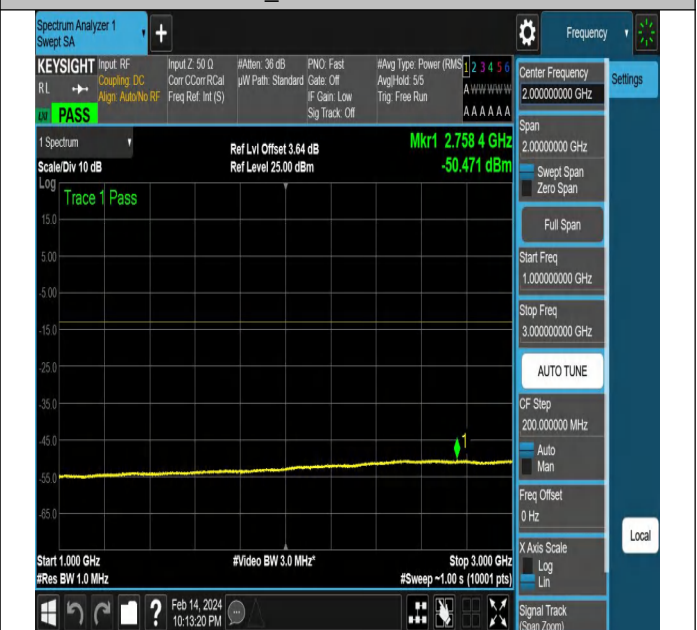 Spectrum Analyzer 1
Swept SA
+
Frequency
KEYSIGHT
RL
Input: RF
Coupling: DC
Align: Auto/No RF
Input Z: 50 Ω
Corr CCorr RCal
Freq Ref: Int (S)
#Atten: 36 dB
µW Path: Standard
PNO: Fast
Gate: Off
IF Gain: Low
Sig Track: Off
#Avg Type: Power (RMS
Avg|Hold: 5/5
Trig: Free Run
1 2 3 4 5 6
A W W W W W
A A A A A A
PASS
1 Spectrum
Scale/Div 10 dB
Ref Lvl Offset 3.64 dB
Ref Level 25.00 dBm
Mkr1 2.758 4 GHz
-50.471 dBm
Log
Trace 1 Pass
15.0
5.00
-5.00
-15.0
-25.0
-35.0
-45.0
-55.0
-65.0
1
Start 1.000 GHz
#Res BW 1.0 MHz
#Video BW 3.0 MHz*
Stop 3.000 GHz
#Sweep ~1.00 s (10001 pts)
Feb 14, 2024
10:13:20 PM
Center Frequency
2.000000000 GHz
Settings
Span
2.00000000 GHz
Swept Span
Zero Span
Full Span
Start Freq
1.000000000 GHz
Stop Freq
3.000000000 GHz
AUTO TUNE
CF Step
200.000000 MHz
Auto
Man
Freq Offset
0 Hz
X Axis Scale
Log
Lin
Local
Signal Track
(Span Zoom)